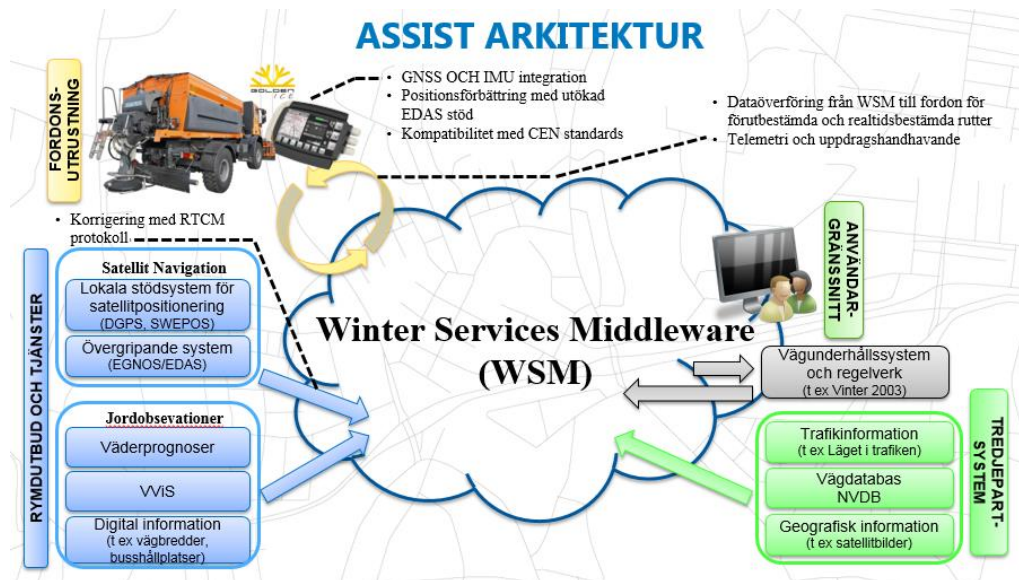 ASSIST ARKITEKTUR
FORDONS-
UTRUSTNING
GOLDEN
ICE
• GNSS OCH IMU integration
• Positionsförbättring med utökad
EDAS stöd
• Kompatibilitet med CEN standards
• Dataöverföring från WSM till fordon för
förutbestämda och realtidsbestämda rutter
• Telemetri och uppdragshandhavande
• Korrigering med RTCM
protokoll
RYMDUTBUD OCH TJÄNSTER
Satellit Navigation
Lokala stödsystem för
satellitpositionering
(DGPS, SWEPOS)
Övergripande system
(EGNOS/EDAS)
Jordobsevationer
Väderprognoser
VViS
Digital information
(t ex vägbredder,
busshållplatser)
Winter Services Middleware
(WSM)
ANVÄNDAR-
GRÄNSSNITT
Vägunderhållssystem
och regelverk
(t ex Vinter 2003)
TREDJEPART-
SYSTEM
Trafikinformation
(t ex Läget i trafiken)
Vägdatabas
NVDB
Geografisk information
(t ex satellitbilder)